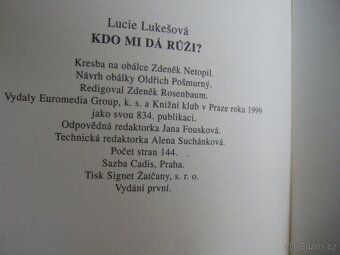 Lucie Lukešová
KDO MI DÁ RŮŽI?
Kresba na obálce Zdeněk Netopil.
Návrh obálky Oldřich Pošmurný.
Redigoval Zdeněk Rosenbaum.
Vydaly Euromedia Group, k. s. a Knižní klub v Praze roku 1999
jako svou 834. publikaci.
Odpovědná redaktorka Jana Fousková.
Technická redaktorka Alena Suchánková.
Počet stran 144.
Sazba Cadis, Praha.
Tisk Signet Žatčany, s. r. o.
Vydání první.
Bazos.cz